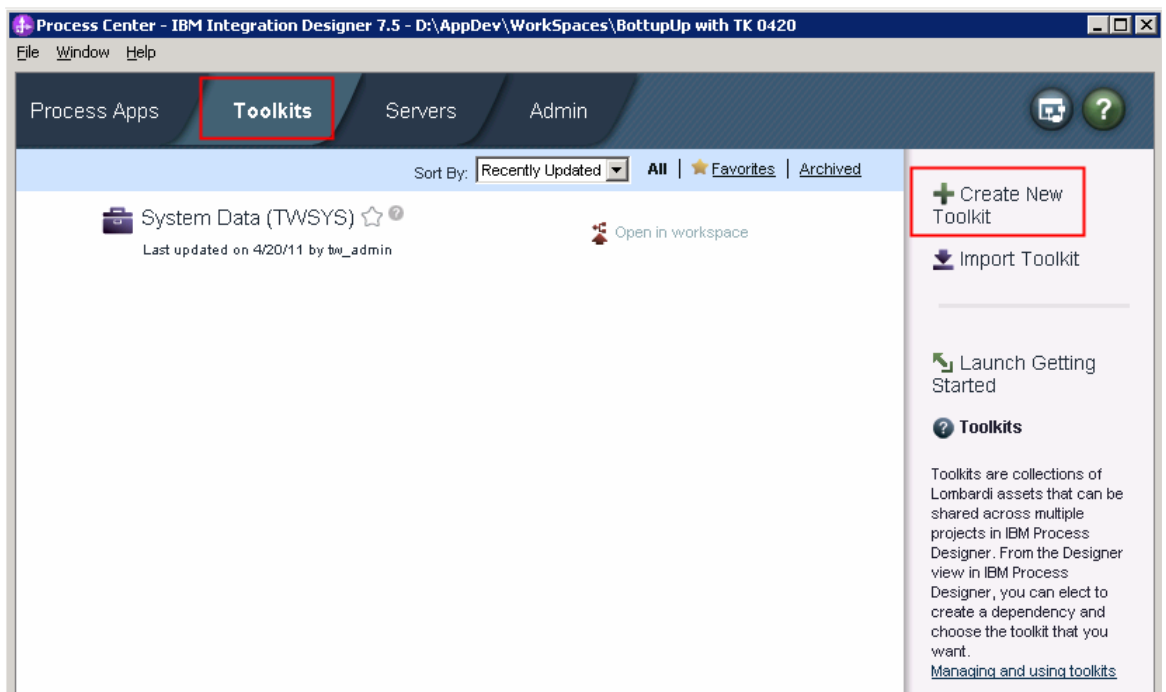 Process Center - IBM Integration Designer 7.5 - D:\AppDev\WorkSpaces\BottupUp with TK 0420
File Window Help
Process Apps Toolkits Servers Admin
Sort By: Recently Updated All | Favorites | Archived
System Data (TWSYS)
Last updated on 4/20/11 by tw_admin
Open in workspace
Create New
Toolkit
Import Toolkit
Launch Getting
Started
Toolkits
Toolkits are collections of
Lombardi assets that can be
shared across multiple
projects in IBM Process
Designer. From the Designer
view in IBM Process
Designer, you can elect to
create a dependency and
choose the toolkit that you
want.
Managing and using toolkits